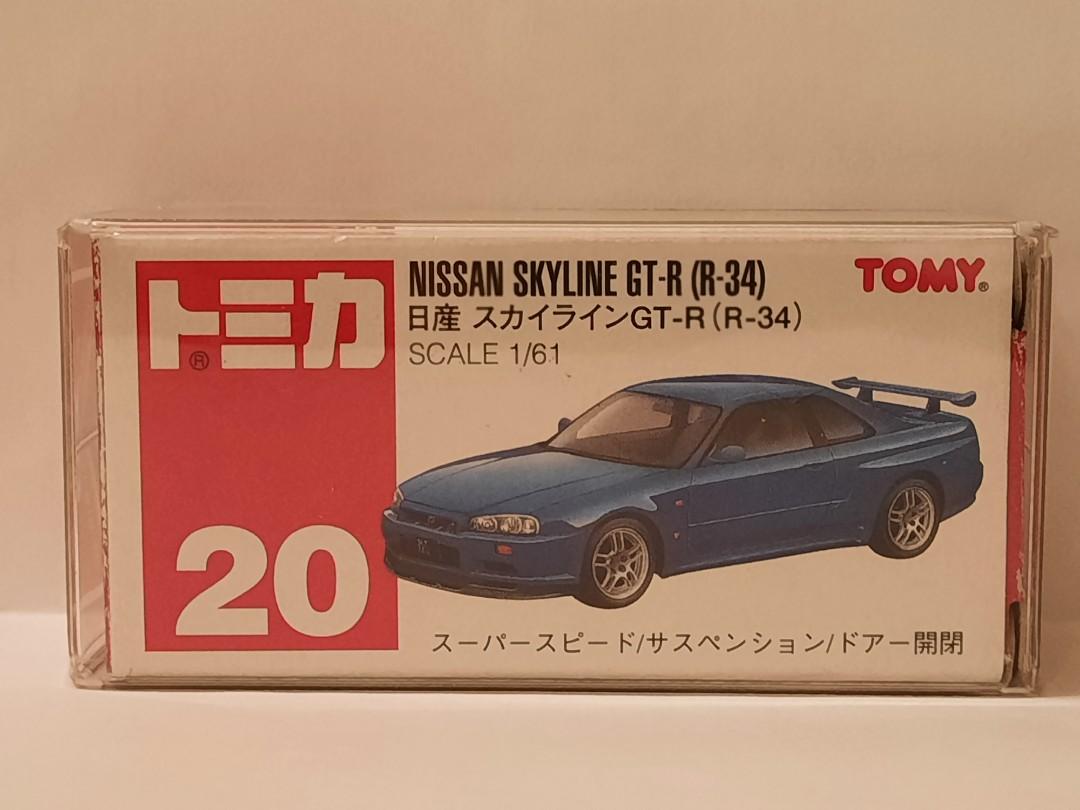 トミカ®
20
NISSAN SKYLINE GT-R (R-34)
日産 スカイラインGT-R（R-34）
SCALE 1/61
TOMY®
スーパースピード/サスペンション/ドアー開閉